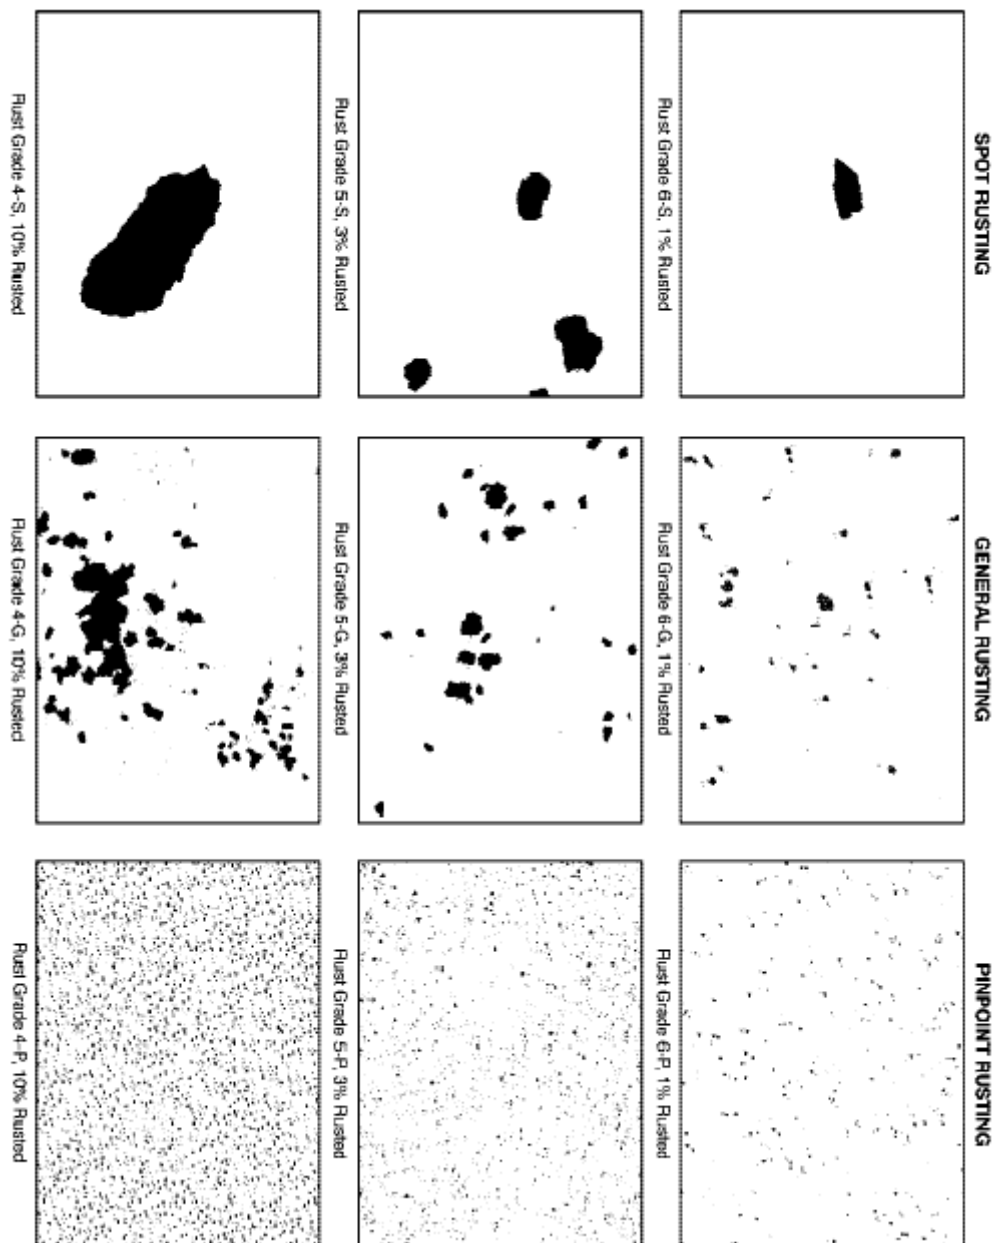 SPOT RUSTING
GENERAL RUSTING
PINPOINT RUSTING
Rust Grade 6-S, 1% Rusted
Rust Grade 6-G, 1% Rusted
Rust Grade 6-P, 1% Rusted
Rust Grade 5-S, 3% Rusted
Rust Grade 5-G, 3% Rusted
Rust Grade 5-P, 3% Rusted
Rust Grade 4-S, 10% Rusted
Rust Grade 4-G, 10% Rusted
Rust Grade 4-P, 10% Rusted